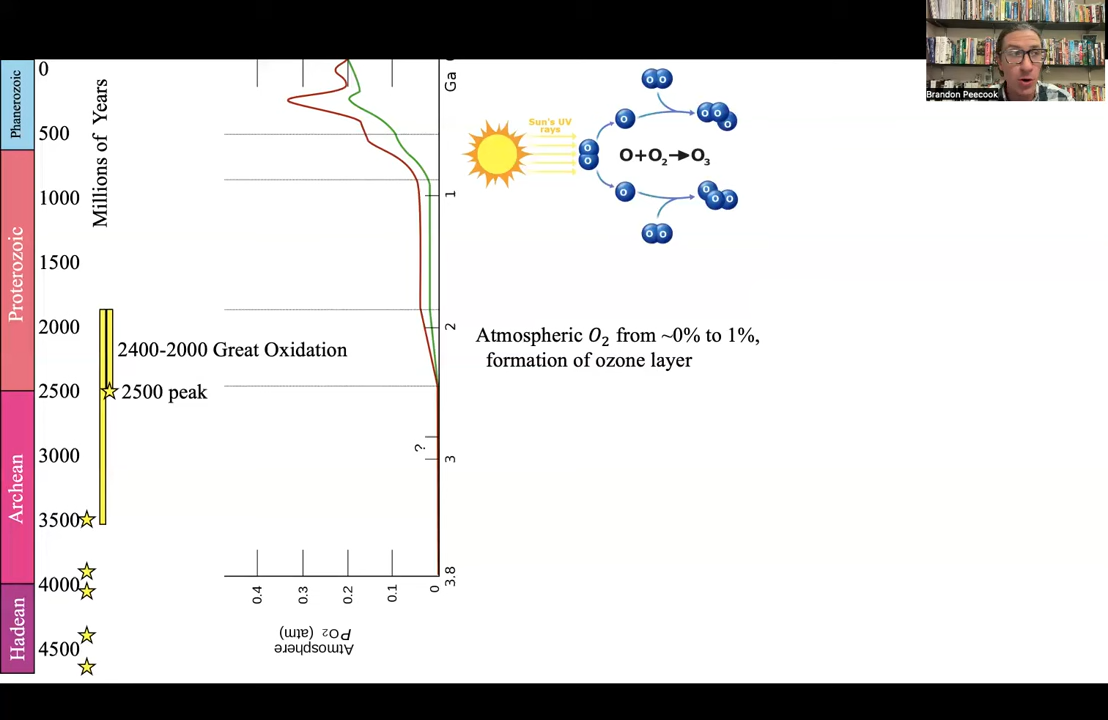 Brandon Peecook
Phanerozoic
Proterozoic
Archean
Hadean
0
500
1000
1500
2000
2500
3000
3500
4000
4500
Millions of Years
2400-2000 Great Oxidation
2500 peak
Ga
1
2
3
3.8
?
0.4
0.3
0.2
0.1
0
Atmosphere
PO2 (atm)
Sun's UV
rays
O O
O
O O
O
O
O
O+O₂→O₃
O
O
O O
O O
Atmospheric O₂ from ~0% to 1%,
formation of ozone layer